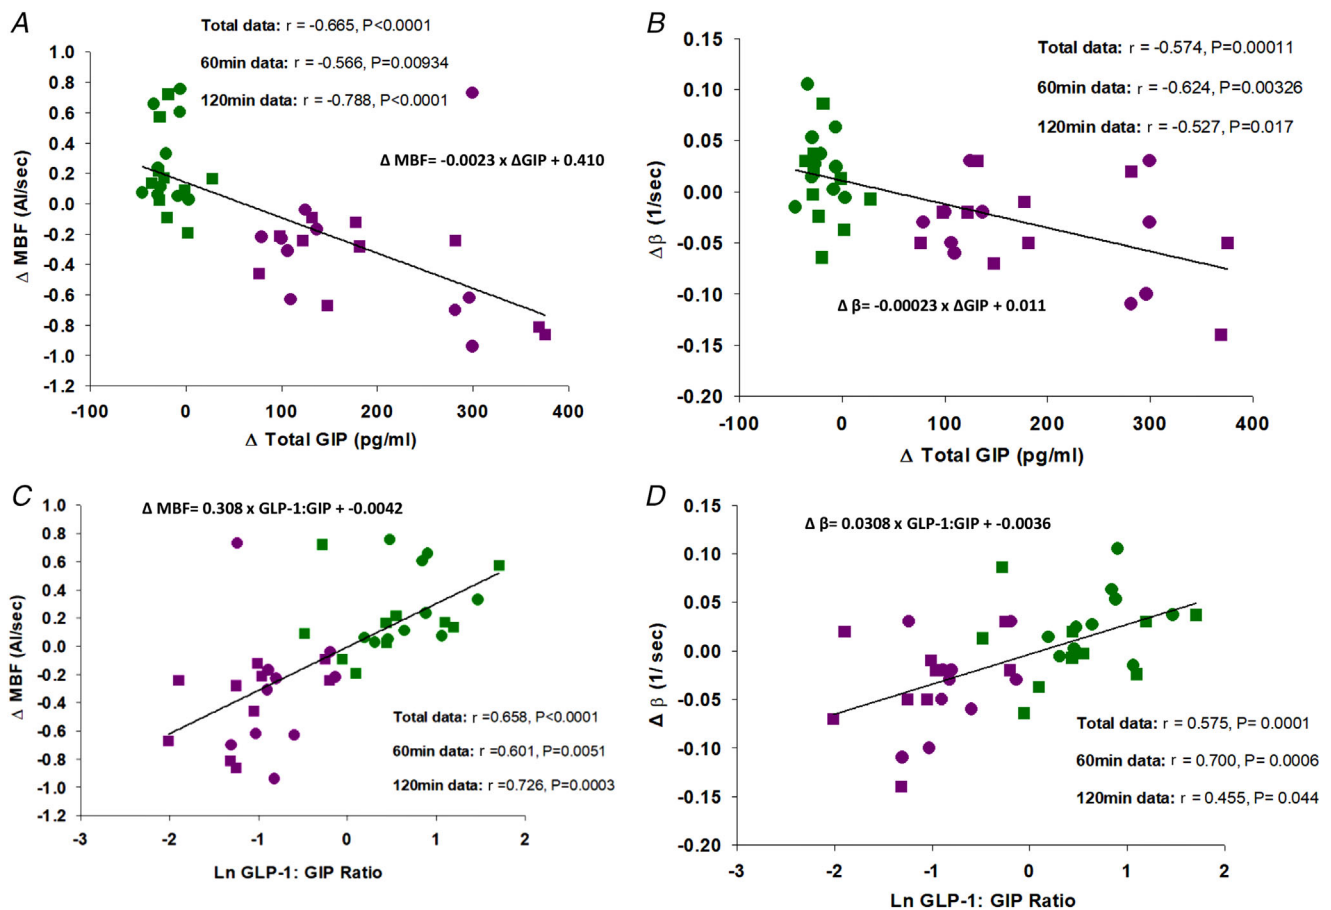 A
Total data: r = -0.665, P<0.0001
60min data: r = -0.566, P=0.00934
120min data: r = -0.788, P<0.0001
Δ MBF= -0.0023 x ΔGIP + 0.410
Δ MBF (AI/sec)
1.0
0.8
0.6
0.4
0.2
0.0
-0.2
-0.4
-0.6
-0.8
-1.0
-1.2
-100
0
100
200
300
400
Δ Total GIP (pg/ml)
B
Total data: r = -0.574, P=0.00011
60min data: r = -0.624, P=0.00326
120min data: r = -0.527, P=0.017
Δ β= -0.00023 x ΔGIP + 0.011
Δβ (1/sec)
0.15
0.10
0.05
0.00
-0.05
-0.10
-0.15
-0.20
-100
0
100
200
300
400
Δ Total GIP (pg/ml)
C
Δ MBF= 0.308 x GLP-1:GIP + -0.0042
Total data: r =0.658, P<0.0001
60min data: r =0.601, P=0.0051
120min data: r =0.726, P=0.0003
Δ MBF (AI/sec)
1.0
0.8
0.6
0.4
0.2
0.0
-0.2
-0.4
-0.6
-0.8
-1.0
-1.2
-3
-2
-1
0
1
2
Ln GLP-1: GIP Ratio
D
Δ β= 0.0308 x GLP-1:GIP + -0.0036
Total data: r = 0.575, P= 0.0001
60min data: r = 0.700, P= 0.0006
120min data: r = 0.455, P= 0.044
Δ β (1/ sec)
0.15
0.10
0.05
0.00
-0.05
-0.10
-0.15
-0.20
-3
-2
-1
0
1
2
Ln GLP-1: GIP Ratio